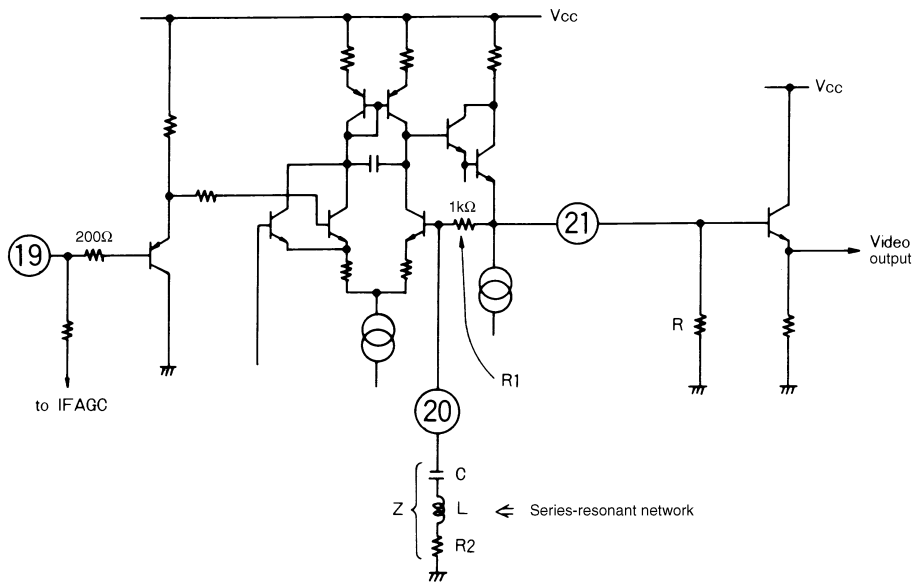 Vcc
Vcc
1kΩ
200Ω
19
21
Video
output
R
R1
to IFAGC
20
C
Z
L
Series-resonant network
R2